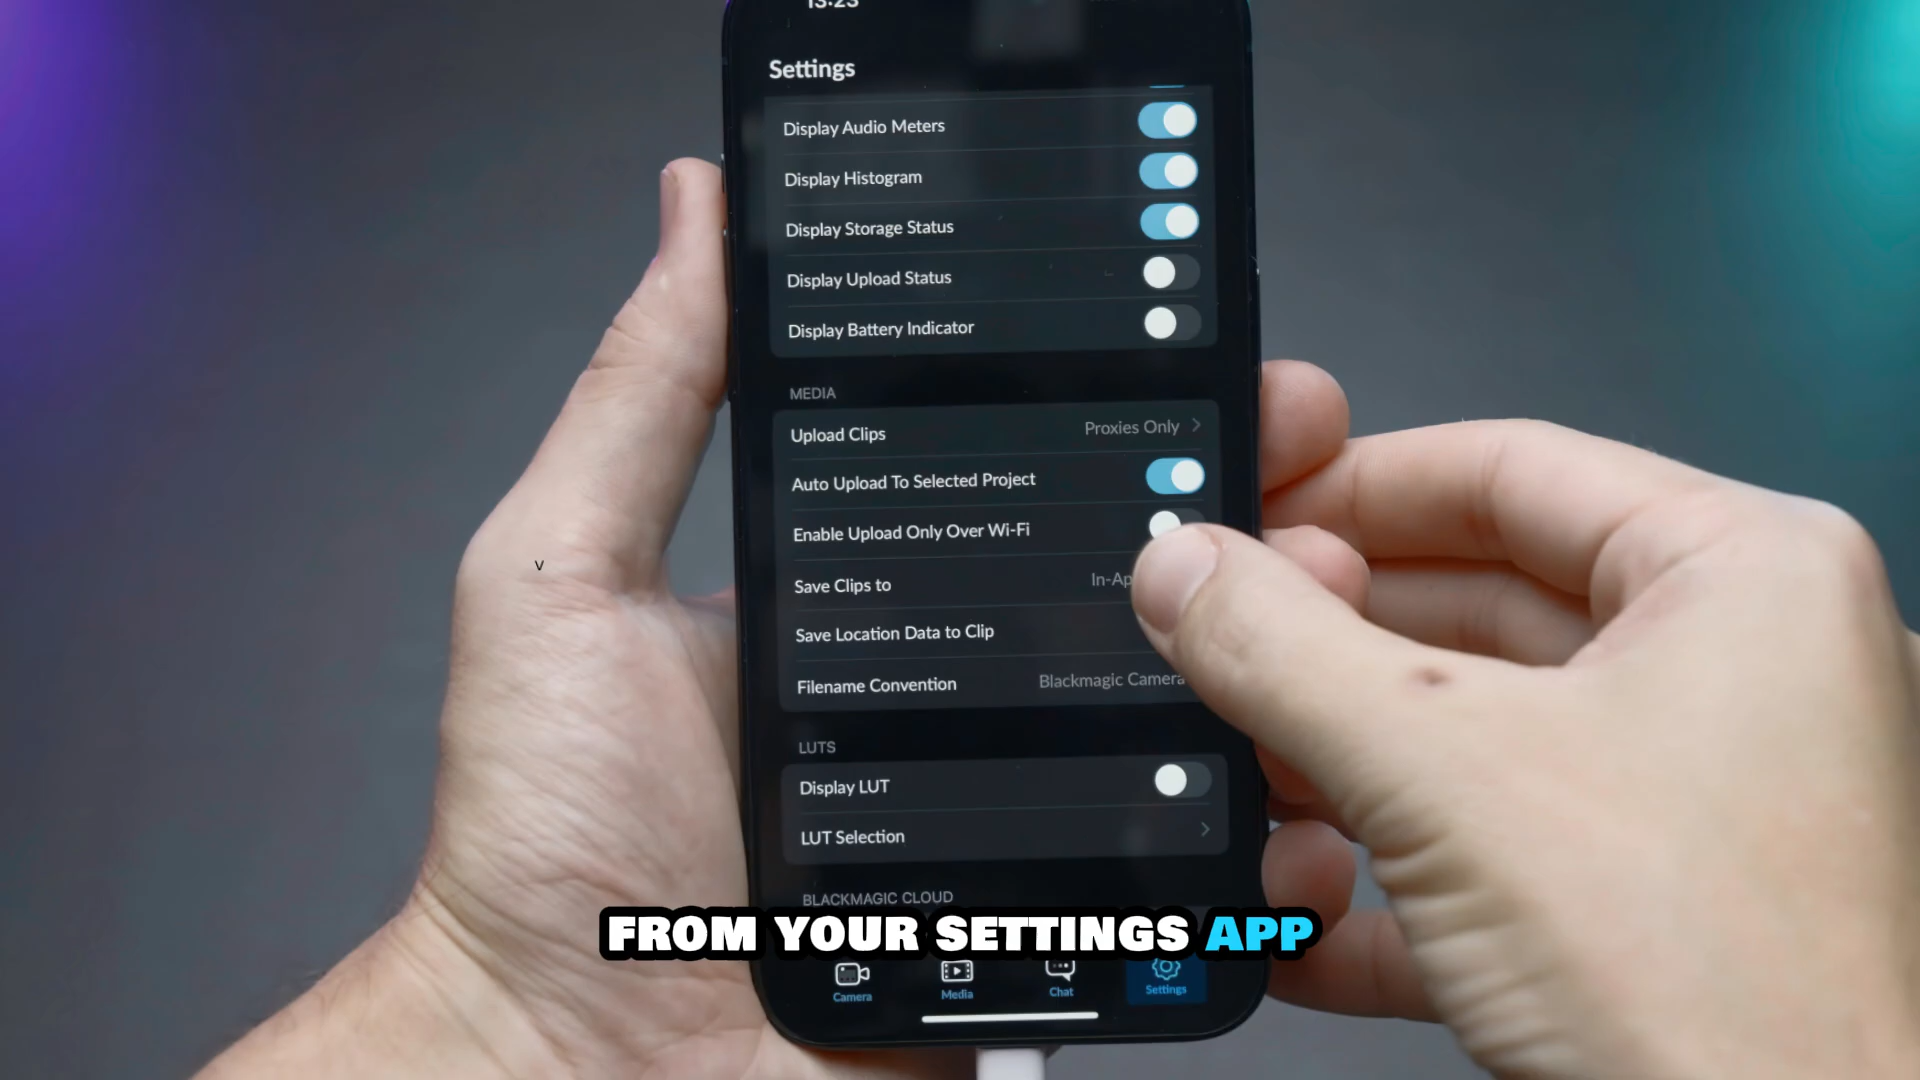 13:23
Settings
Display Audio Meters
Display Histogram
Display Storage Status
Display Upload Status
Display Battery Indicator
MEDIA
Upload Clips Proxies Only
Auto Upload To Selected Project
Enable Upload Only Over Wi-Fi
v
Save Clips to
Save Location Data to Clip
Filename Convention Blackmagic Camera
LUTS
Display LUT
LUT Selection
BLACKMAGIC CLOUD
FROM YOUR SETTINGS APP
Camera Media Chat Settings